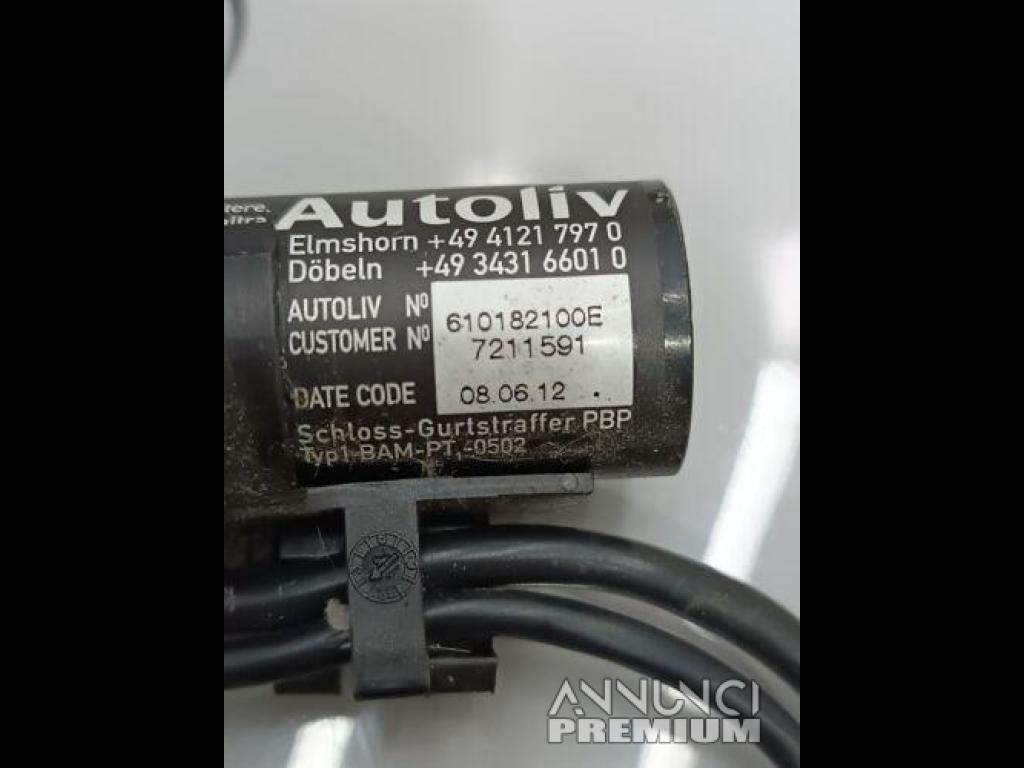 Autoliv
Elmshorn +49 4121 797 0
Döbeln +49 3431 6601 0
AUTOLIV Nº 610182100E
CUSTOMER Nº 7211591
DATE CODE 08.06.12
Schloss-Gurtstraffer PBP
Typ1-BAM-PT,-0502
ANNUNCI
PREMIUM